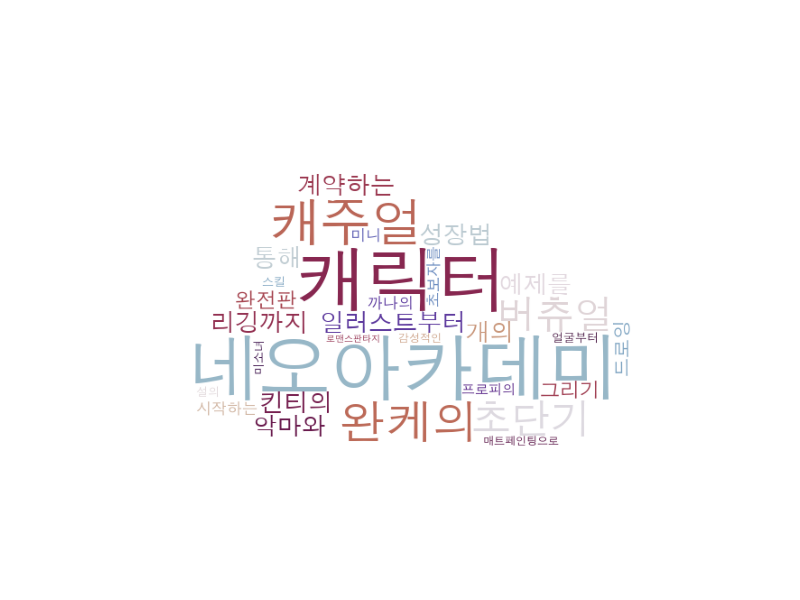 계약하는
캐주얼
미니
성장법
통해
캐릭터
초보자를
스킬
예제를
완전판
까나의
버츄얼
리깅까지
일러스트부터
개의
로맨스판타지
감성적인
얼굴부터
드로잉
미소녀
네오아카데미
설의
프로피의
그리기
시작하는
킨티의
완케의
초단기
악마와
매트페인팅으로